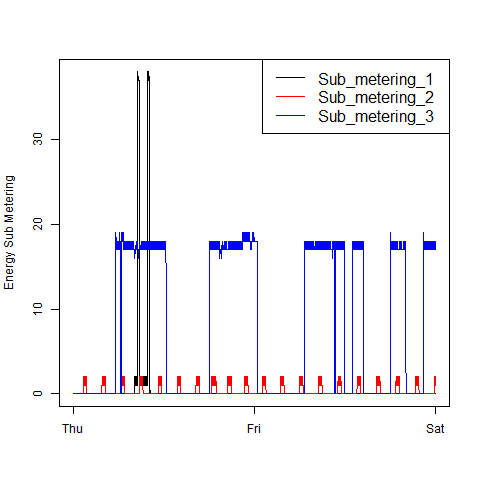 Sub_metering_1
Sub_metering_2
Sub_metering_3
Energy Sub Metering
30
20
10
0
Thu
Fri
Sat